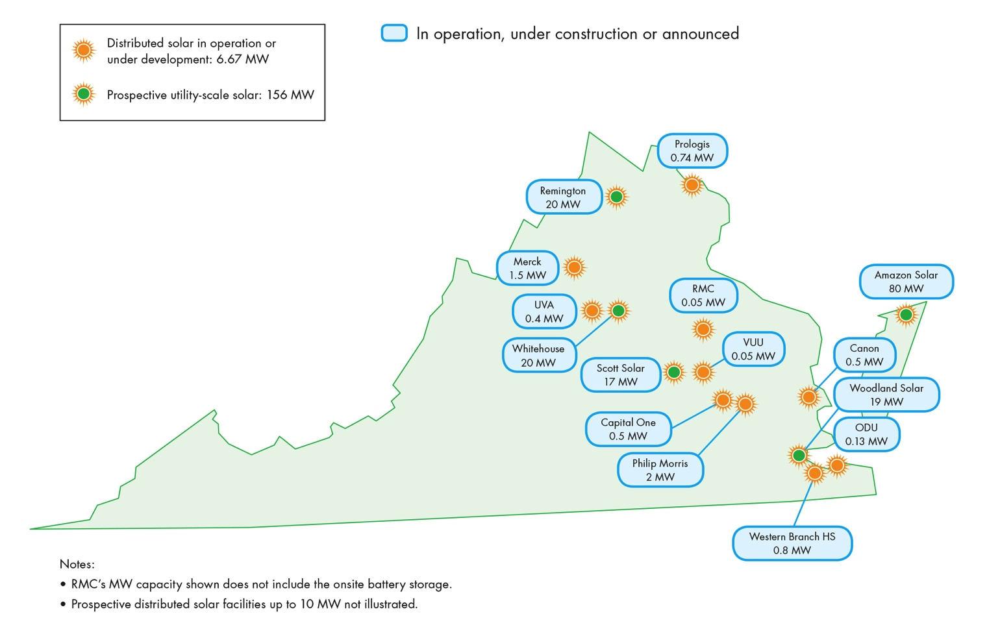 Distributed solar in operation or
under development: 6.67 MW
Prospective utility-scale solar: 156 MW
In operation, under construction or announced
Prologis
0.74 MW
Remington
20 MW
Merck
1.5 MW
Amazon Solar
80 MW
RMC
0.05 MW
UVA
0.4 MW
VUU
0.05 MW
Canon
0.5 MW
Whitehouse
20 MW
Scott Solar
17 MW
Woodland Solar
19 MW
Capital One
0.5 MW
ODU
0.13 MW
Philip Morris
2 MW
Western Branch HS
0.8 MW
Notes:
• RMC's MW capacity shown does not include the onsite battery storage.
• Prospective distributed solar facilities up to 10 MW not illustrated.